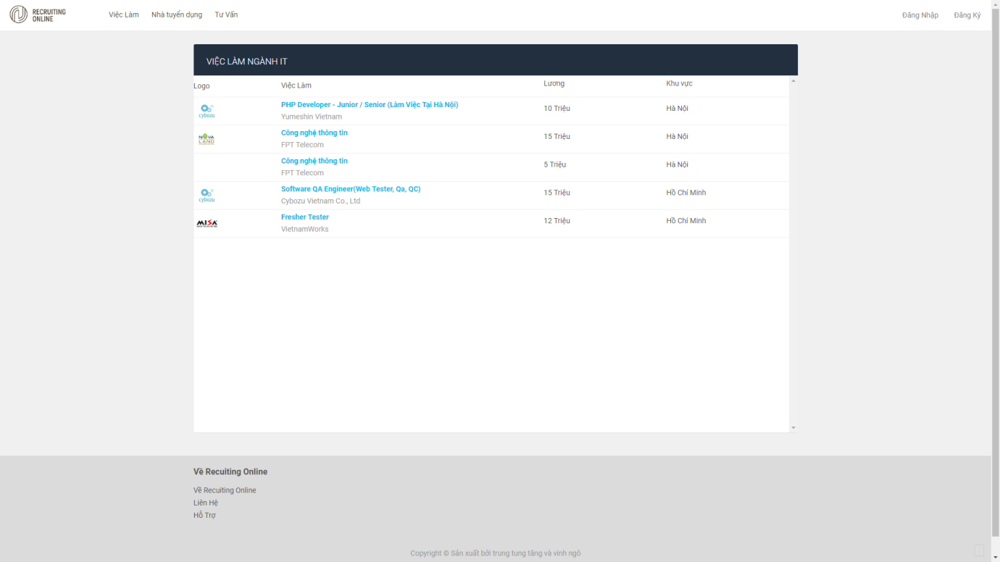 RECRUITING
ONLINE
Việc Làm Nhà tuyển dụng Tư Vấn Đăng Nhập Đăng Ký
VIỆC LÀM NGÀNH IT
Logo Việc Làm Lương Khu vực
cybozu PHP Developer - Junior / Senior (Làm Việc Tại Hà Nội) 10 Triệu Hà Nội
Yumeshin Vietnam
NOVA LAND Công nghệ thông tin 15 Triệu Hà Nội
FPT Telecom
Công nghệ thông tin 5 Triệu Hà Nội
FPT Telecom
cybozu Software QA Engineer(Web Tester, Qa, QC) 15 Triệu Hồ Chí Minh
Cybozu Vietnam Co., Ltd
MISA Fresher Tester 12 Triệu Hồ Chí Minh
VietnamWorks
Về Recuiting Online
Về Recuiting Online
Liên Hệ
Hỗ Trợ
Copyright © Sản xuất bởi trung tung tăng và vinh ngô